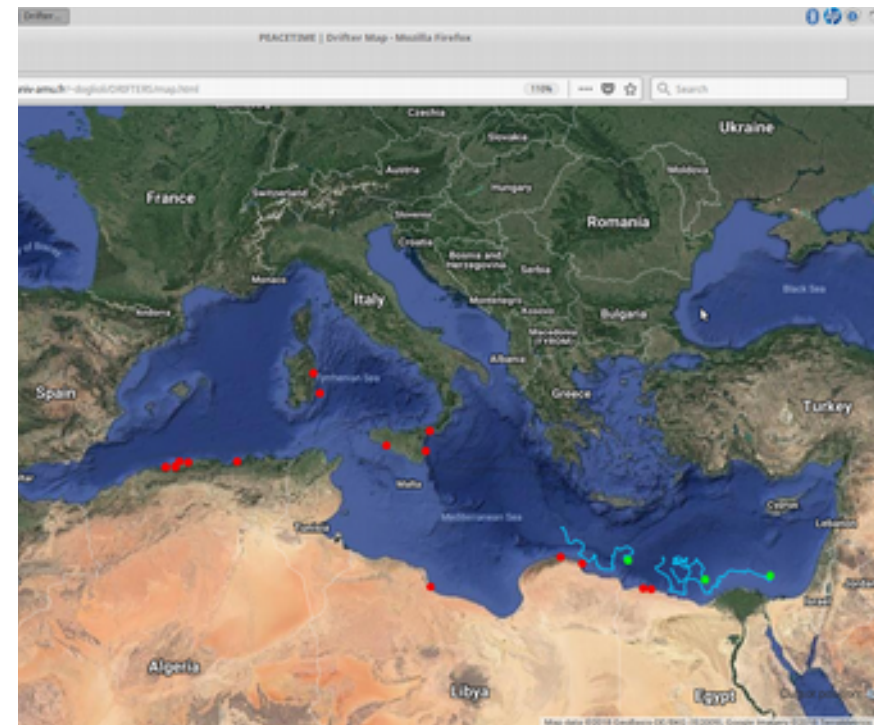 Drifter ...
PEACETIME | Drifter Map - Mozilla Firefox
110%
Search
Czechia
Slovakia
Ukraine
Austria
Moldova
France
Switzerland
Hungary
Slovenia
Romania
Croatia
Bosnia and
Herzegovina
Serbia
Monaco
Black Sea
Italy
Montenegro
Kosovo
Bulgaria
Andorra
Macedonia
(FYROM)
Albania
Tyrrhenian Sea
Spain
Greece
Turkey
Malta
Cyprus
Mediterranean Sea
Lebanon
Tunisia
Israel
Jordan
Algeria
Libya
Egypt